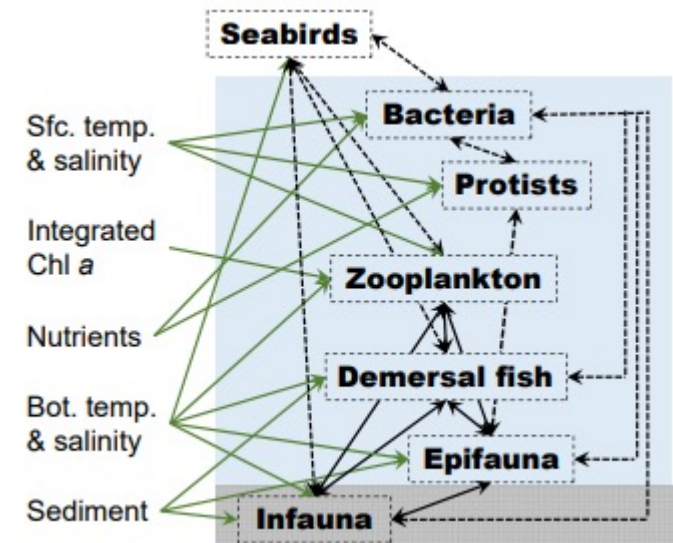 Seabirds
Bacteria
Sfc. temp.
& salinity
Protists
Integrated
Chl a
Zooplankton
Nutrients
Demersal fish
Bot. temp.
& salinity
Epifauna
Sediment
Infauna